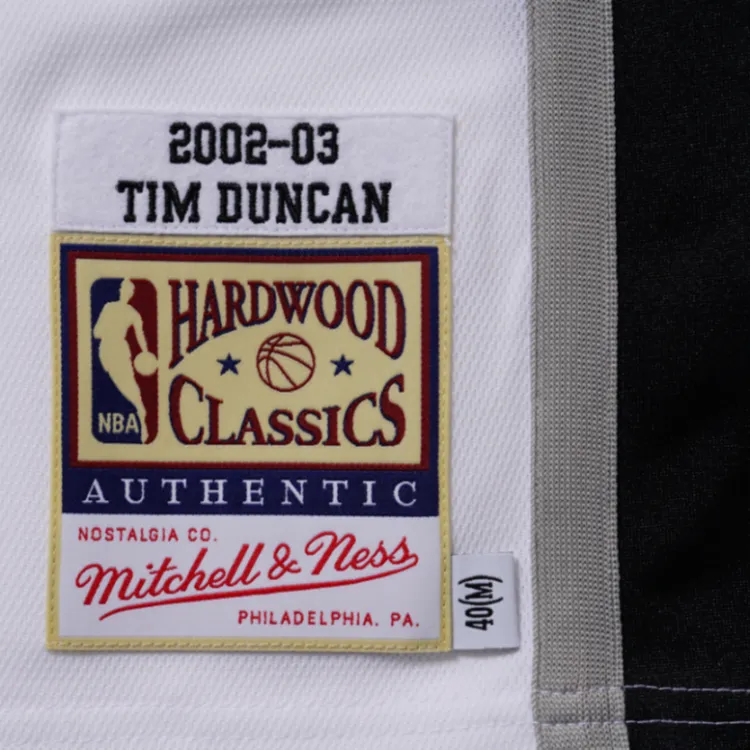 2002-03
TIM DUNCAN
HARDWOOD
NBA
CLASSICS
AUTHENTIC
NOSTALGIA CO.
Mitchell & Ness
PHILADELPHIA. PA.
40(M)